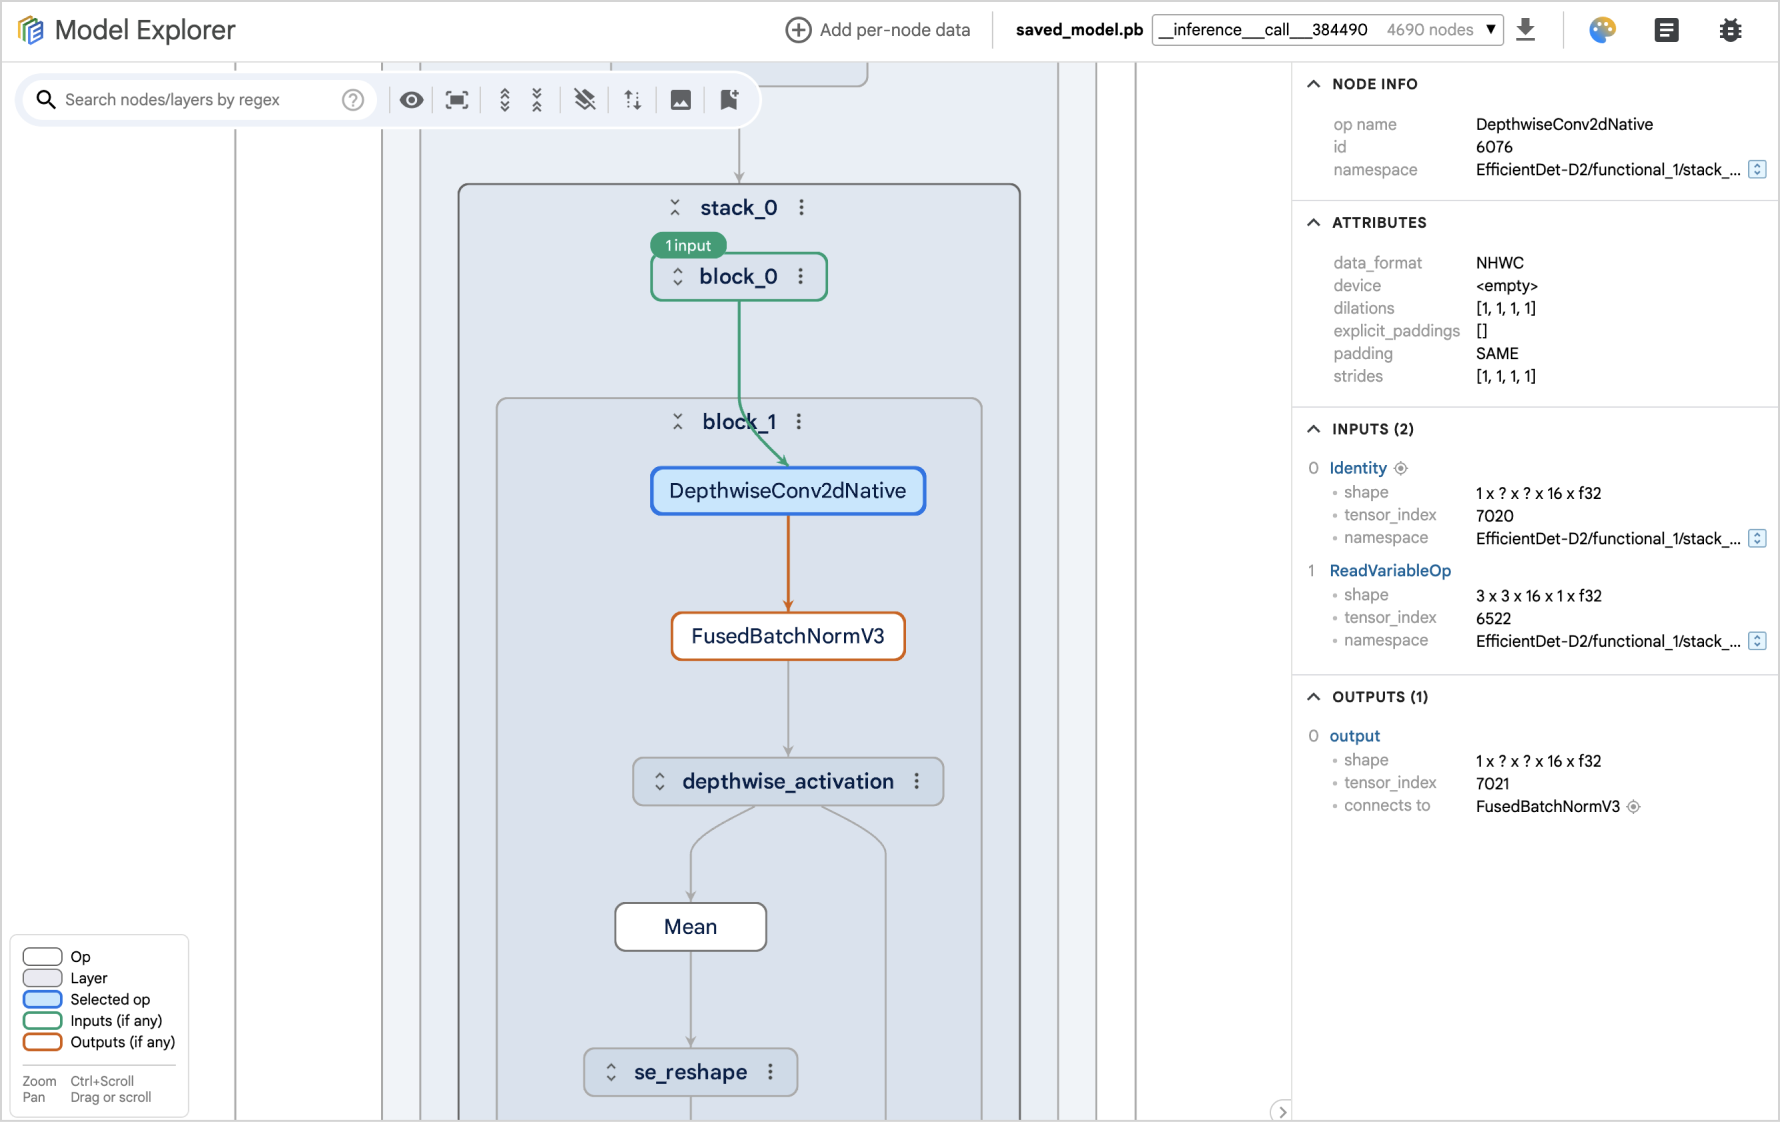 Model Explorer
Add per-node data
saved_model.pb
__inference___call___384490 4690 nodes
Search nodes/layers by regex
stack_0
1 input
block_0
block_1
DepthwiseConv2dNative
FusedBatchNormV3
depthwise_activation
Mean
se_reshape
Op
Layer
Selected op
Inputs (if any)
Outputs (if any)
Zoom Ctrl+Scroll
Pan Drag or scroll
NODE INFO
op name DepthwiseConv2dNative
id 6076
namespace EfficientDet-D2/functional_1/stack_...
ATTRIBUTES
data_format NHWC
device <empty>
dilations [1, 1, 1, 1]
explicit_paddings []
padding SAME
strides [1, 1, 1, 1]
INPUTS (2)
0 Identity
• shape 1 x ? x ? x 16 x f32
• tensor_index 7020
• namespace EfficientDet-D2/functional_1/stack_...
1 ReadVariableOp
• shape 3 x 3 x 16 x 1 x f32
• tensor_index 6522
• namespace EfficientDet-D2/functional_1/stack_...
OUTPUTS (1)
0 output
• shape 1 x ? x ? x 16 x f32
• tensor_index 7021
• connects to FusedBatchNormV3